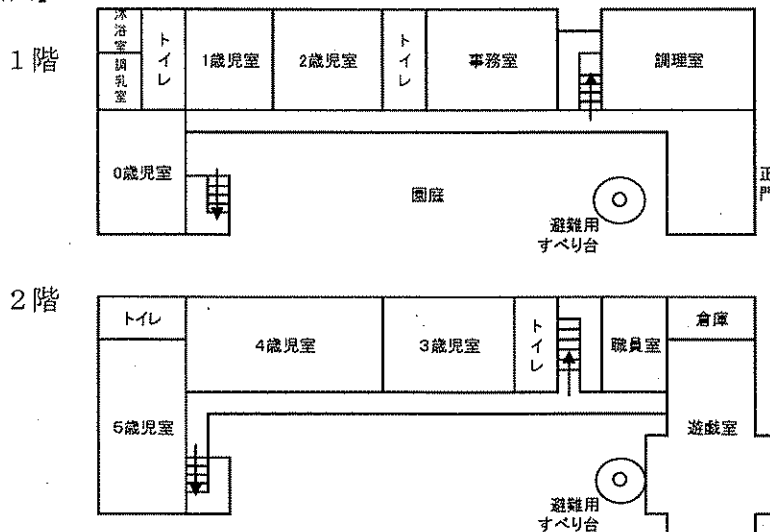 1階
沐浴室
調乳室
トイレ
1歳児室
2歳児室
トイレ
事務室
調理室
0歳児室
園庭
避難用
すべり台
正門
2階
トイレ
4歳児室
3歳児室
トイレ
職員室
倉庫
5歳児室
遊戯室
避難用
すべり台